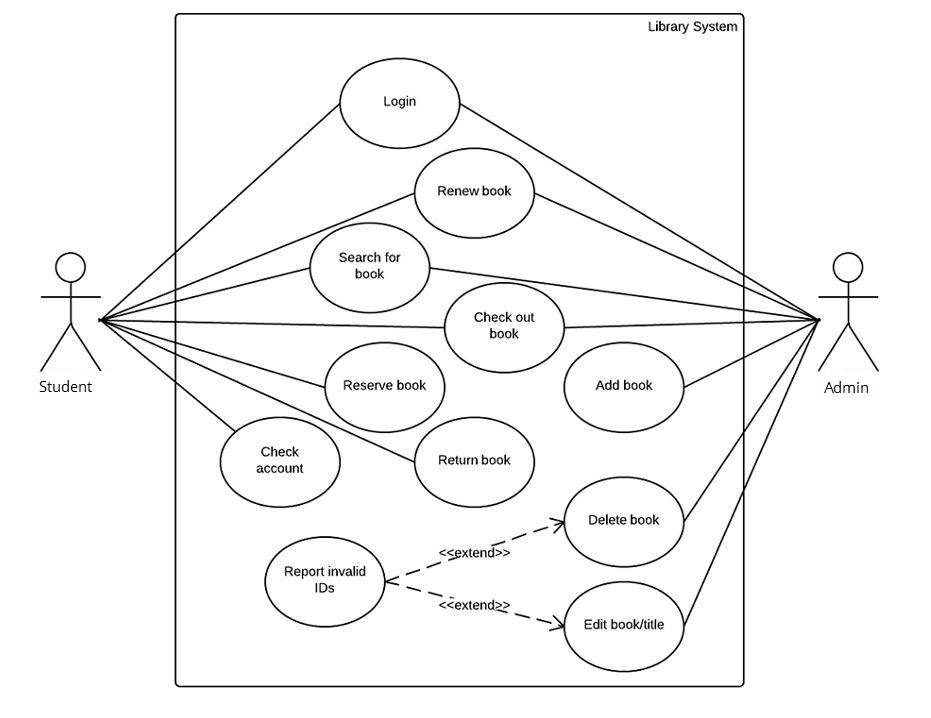 Library System
Login
Renew book
Search for
book
Check out
book
Reserve book
Add book
Student
Admin
Check
account
Return book
Delete book
<<extend>>
Report invalid
IDs
<<extend>>
Edit book/title